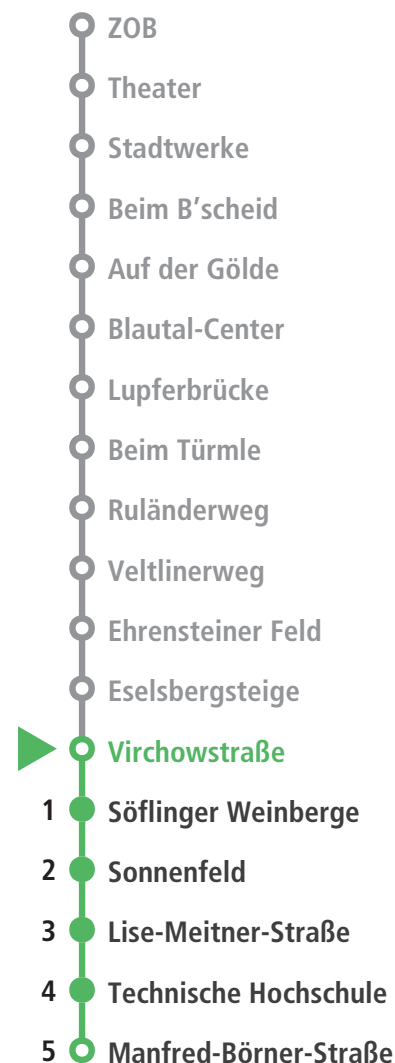 ZOB
Theater
Stadtwerke
Beim B’scheid
Auf der Gölde
Blautal-Center
Lupferbrücke
Beim Türmle
Ruländerweg
Veltlinerweg
Ehrensteiner Feld
Eselsbergsteige
Virchowstraße
1 Söflinger Weinberge
2 Sonnenfeld
3 Lise-Meitner-Straße
4 Technische Hochschule
5 Manfred-Börner-Straße